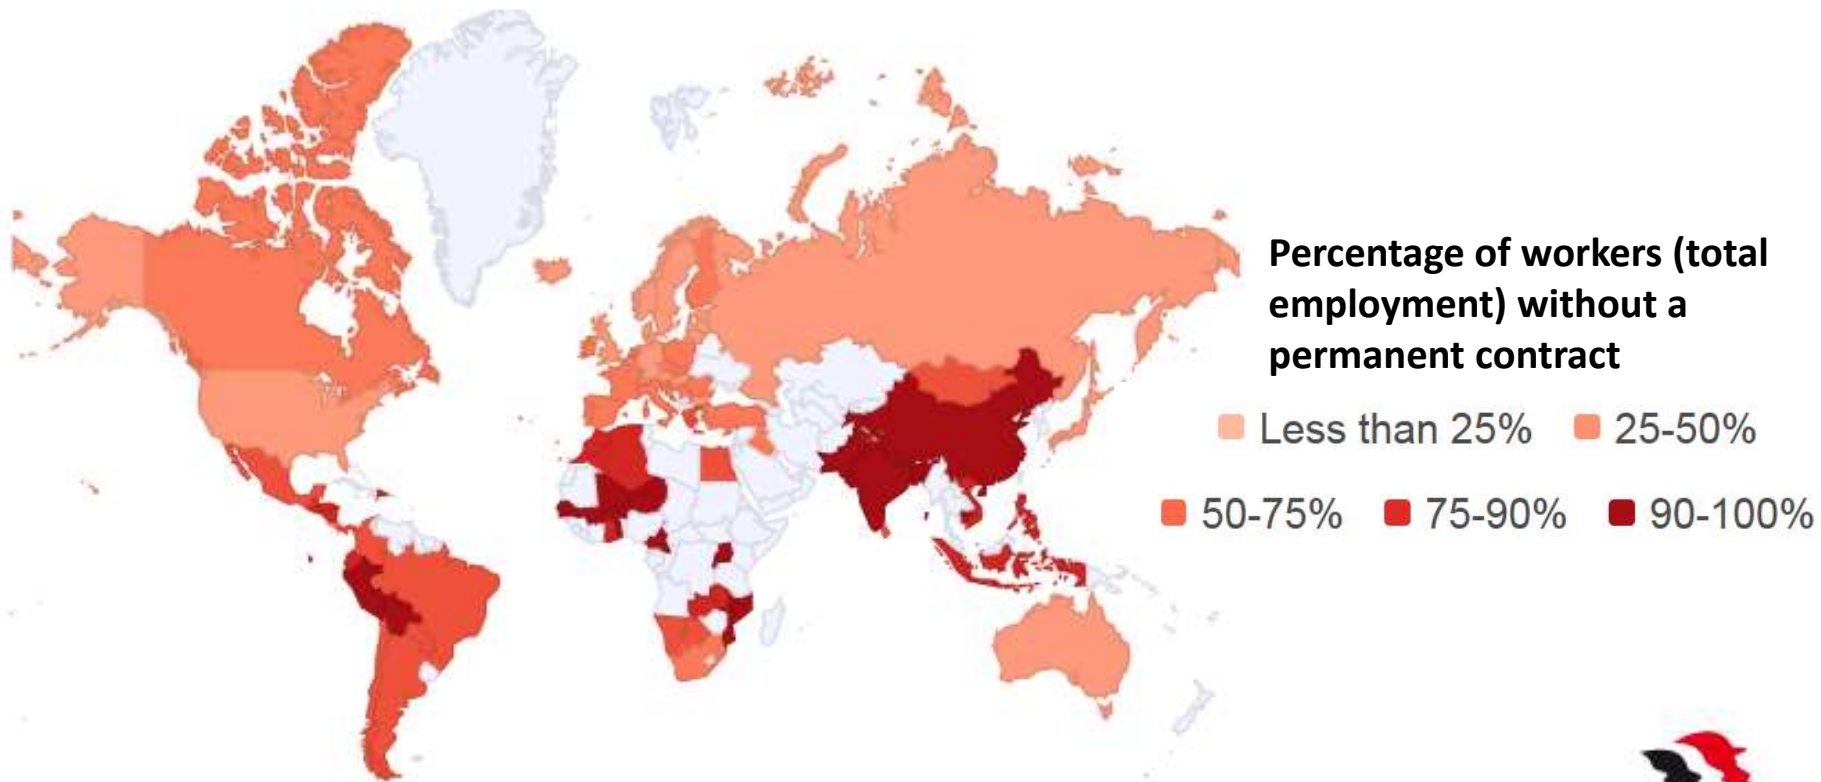 Percentage of workers (total
employment) without a
permanent contract
Less than 25% 25-50%
50-75% 75-90% 90-100%